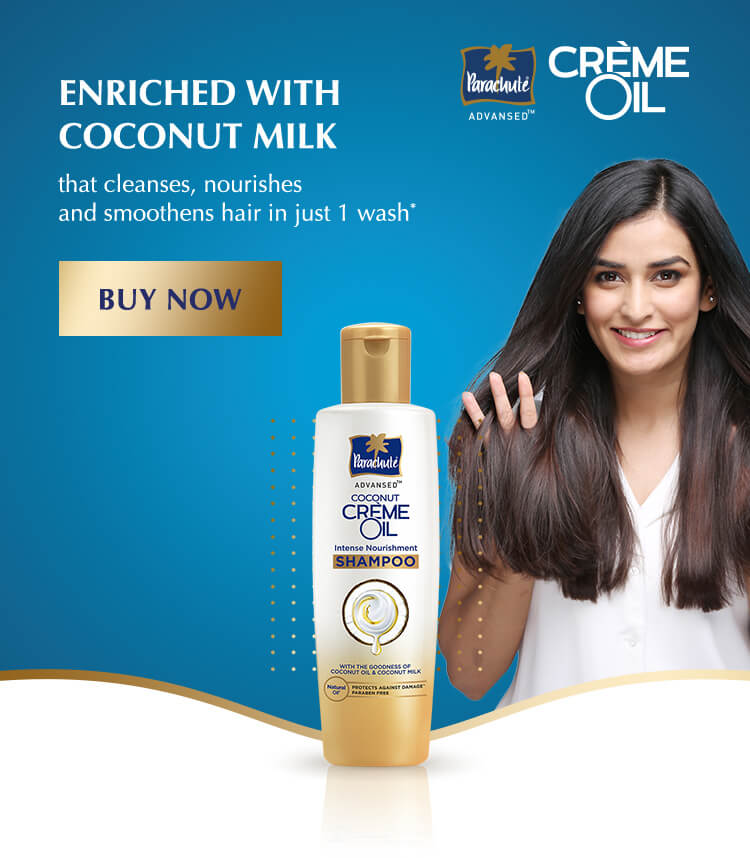 ENRICHED WITH
COCONUT MILK
that cleanses, nourishes
and smoothens hair in just 1 wash*
BUY NOW
Parachute®
ADVANSED™
CRÈME
OIL
Parachute®
ADVANSED™
COCONUT
CRÈME
OIL
Intense Nourishment
SHAMPOO
WITH THE GOODNESS OF
COCONUT OIL & COCONUT MILK
Natural
Oil
PROTECTS AGAINST DAMAGE
PARABEN FREE